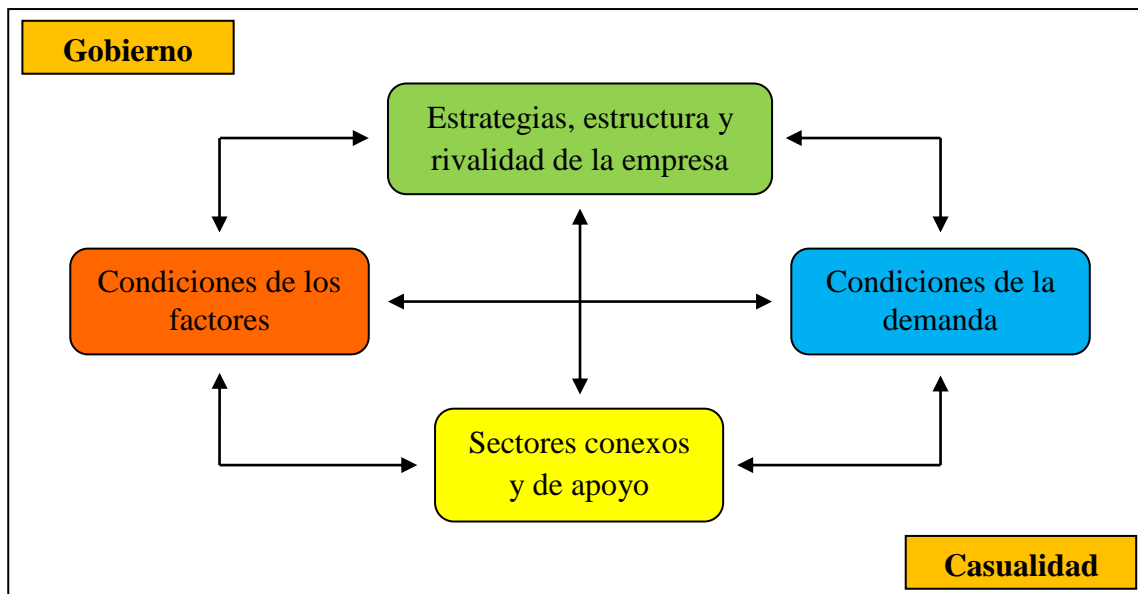 Gobierno
Estrategias, estructura y
rivalidad de la empresa
Condiciones de los
factores
Condiciones de la
demanda
Sectores conexos
y de apoyo
Casualidad